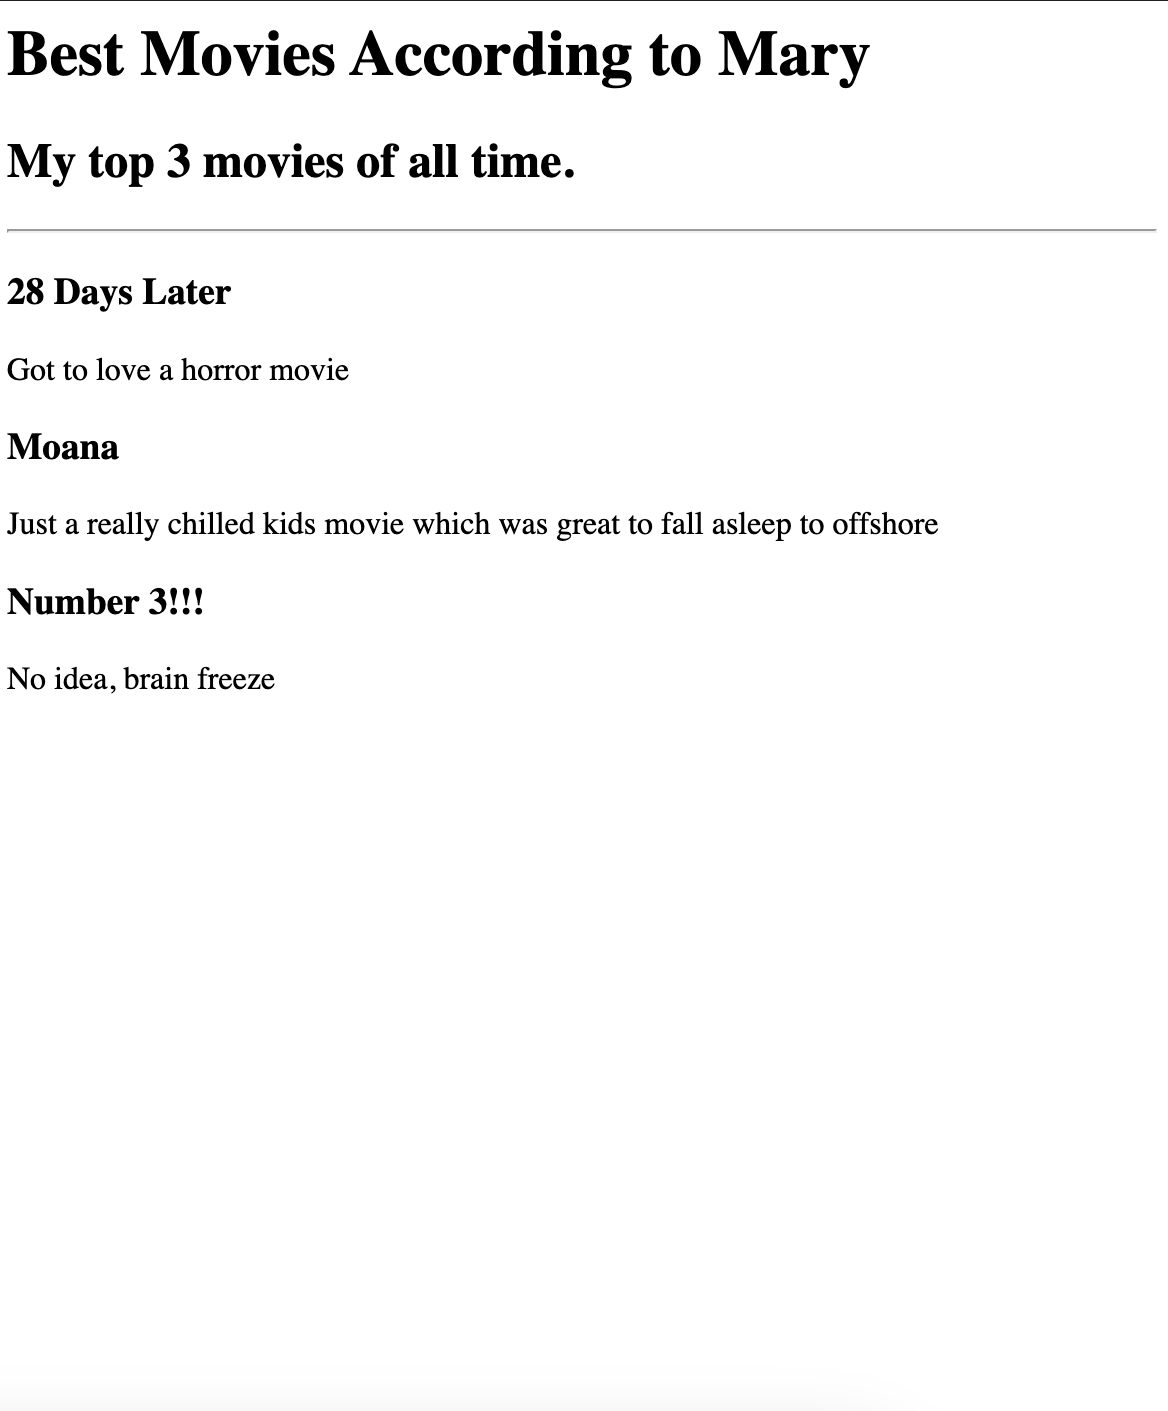 Best Movies According to Mary
My top 3 movies of all time.
28 Days Later
Got to love a horror movie
Moana
Just a really chilled kids movie which was great to fall asleep to offshore
Number 3!!!
No idea, brain freeze